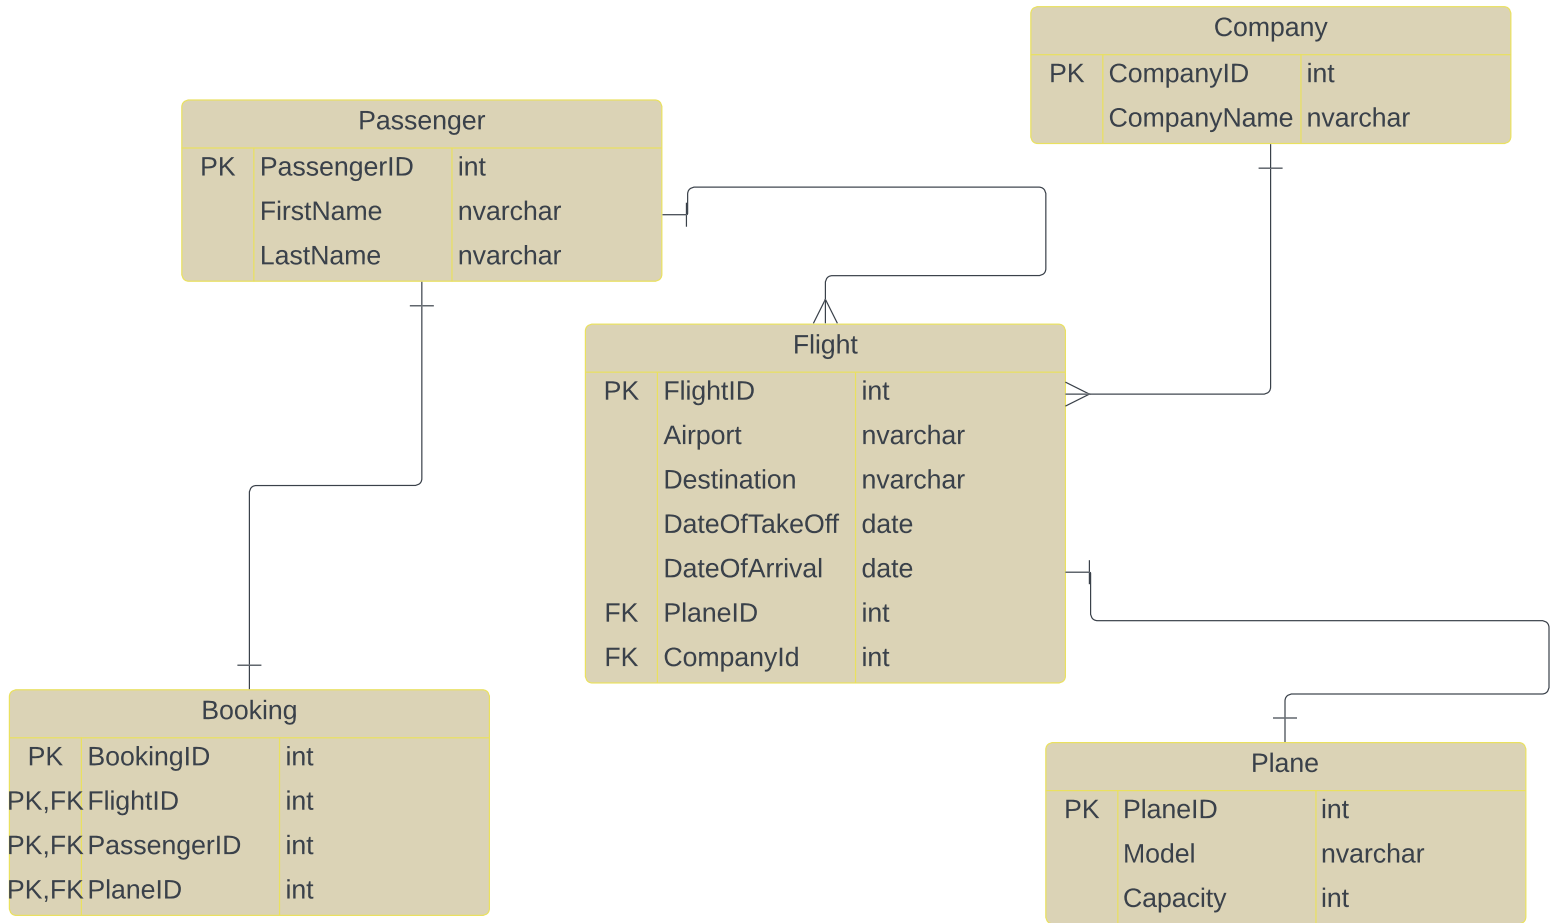 Company
PK CompanyID int
CompanyName nvarchar
Passenger
PK PassengerID int
FirstName nvarchar
LastName nvarchar
Flight
PK FlightID int
Airport nvarchar
Destination nvarchar
DateOfTakeOff date
DateOfArrival date
FK PlaneID int
FK CompanyId int
Booking
PK BookingID int
PK,FK FlightID int
PK,FK PassengerID int
PK,FK PlaneID int
Plane
PK PlaneID int
Model nvarchar
Capacity int